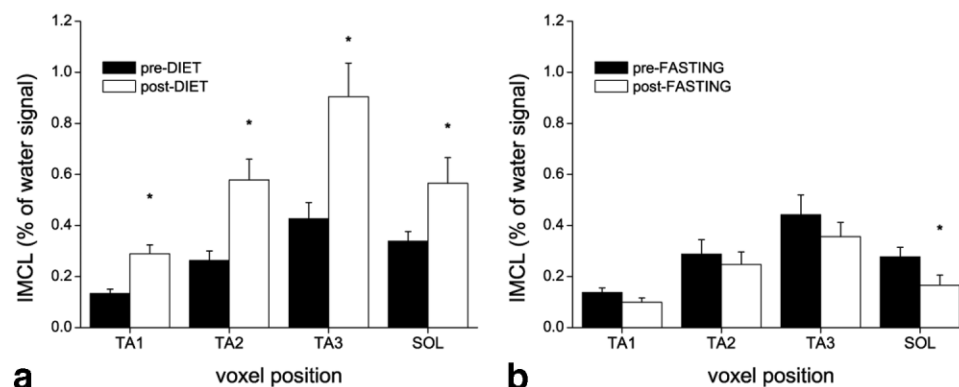 1.2
1.0
0.8
0.6
0.4
0.2
0.0
IMCL (% of water signal)
pre-DIET
post-DIET
*
*
*
*
TA1 TA2 TA3 SOL
voxel position
a
1.2
1.0
0.8
0.6
0.4
0.2
0.0
IMCL (% of water signal)
pre-FASTING
post-FASTING
*
TA1 TA2 TA3 SOL
voxel position
b